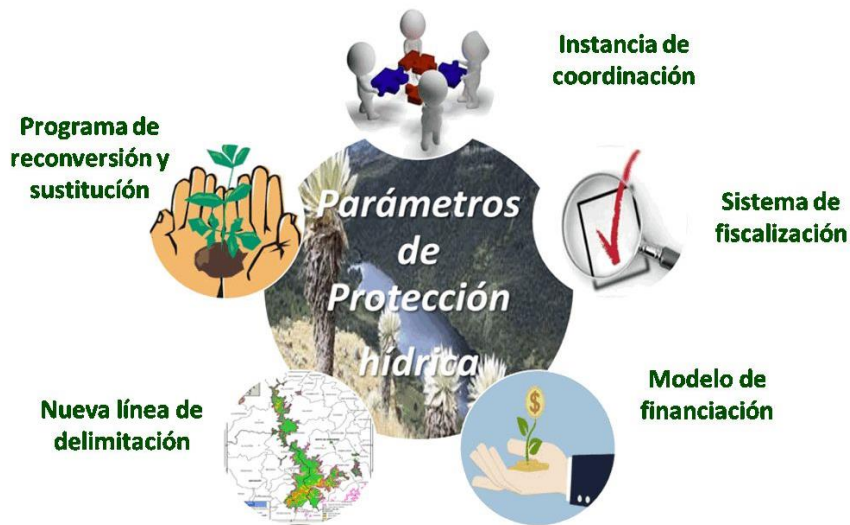 Instancia de
coordinación
Programa de
reconversión y
sustitucíón
Parámetros
de
Protección
hídrica
Sistema de
fiscalización
Nueva línea de
delimitación
Modelo de
financiación
$